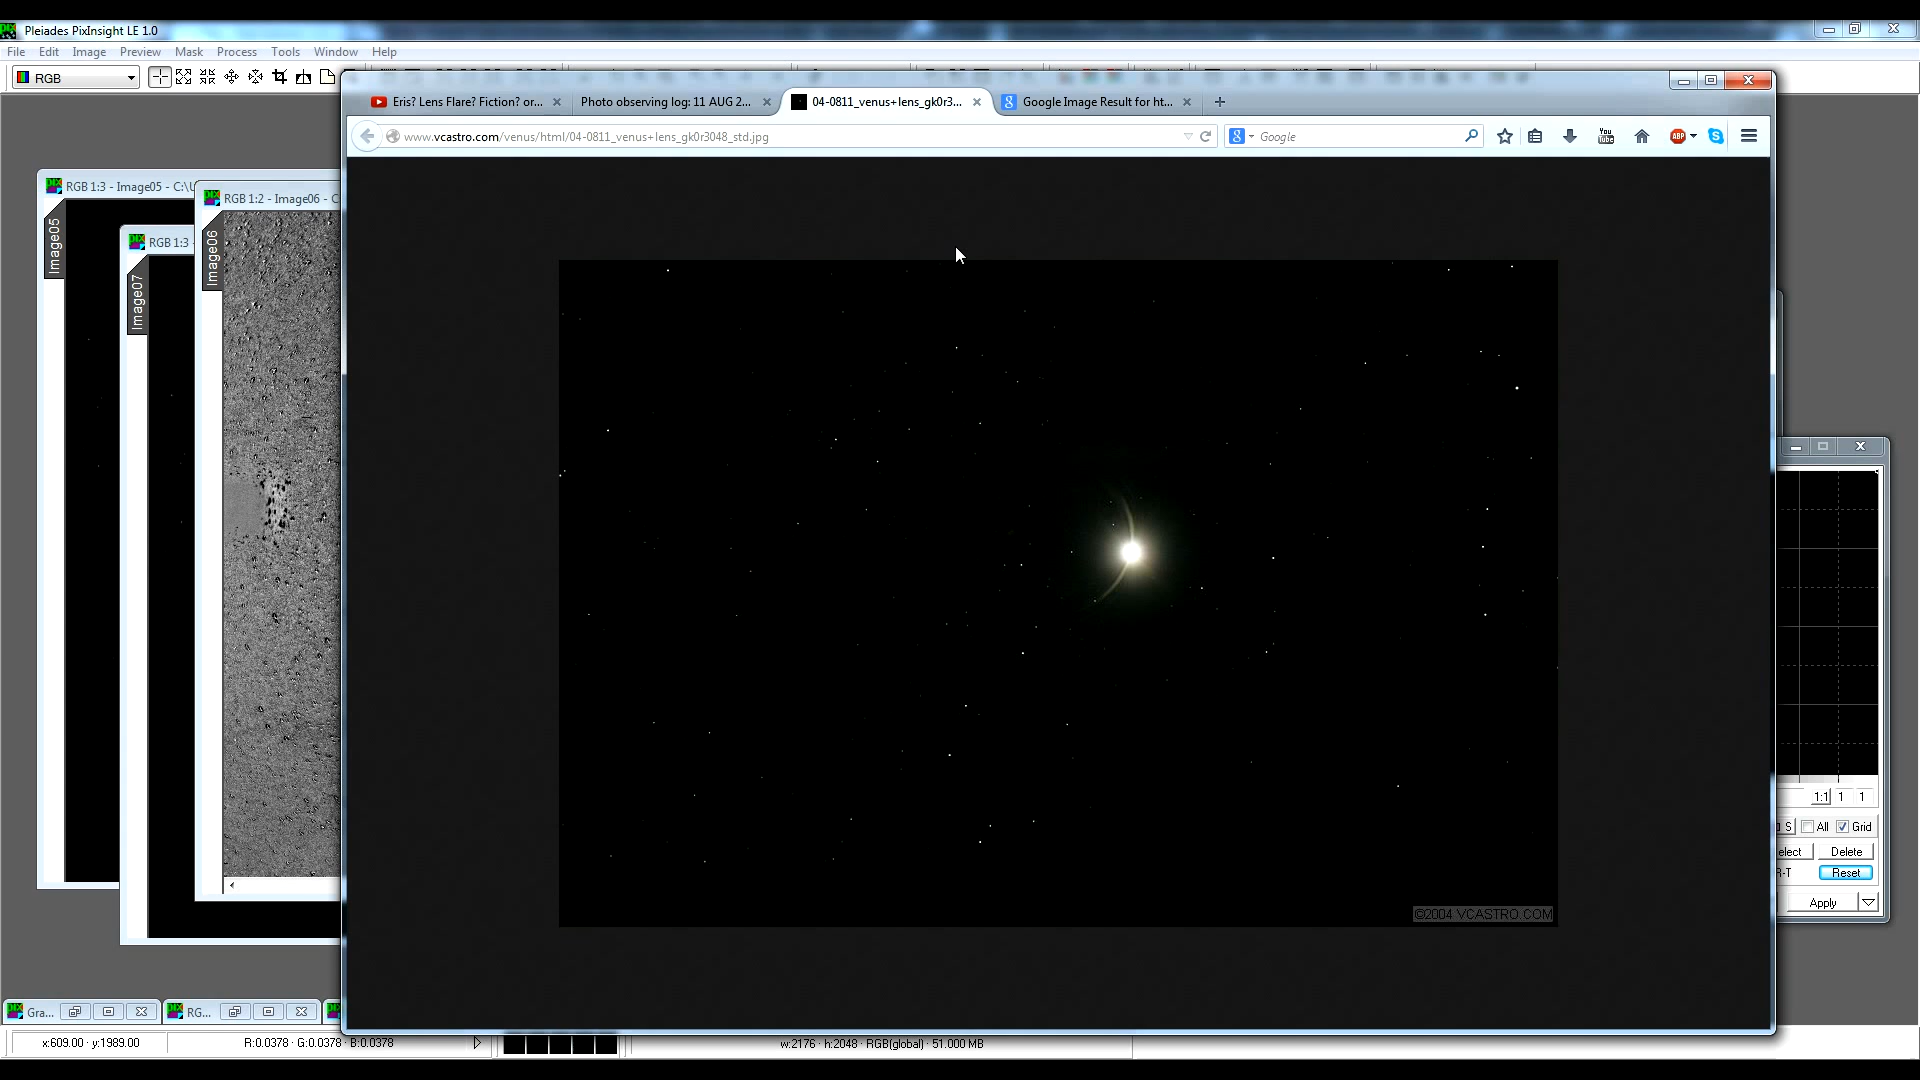 Pleiades PixInsight LE 1.0
File Edit Image Preview Mask Process Tools Window Help
RGB
Eris? Lens Flare? Fiction? or...
Photo observing log: 11 AUG 2...
04-0811_venus+lens_gk0r3...
Google Image Result for ht...
www.vcastro.com/venus/html/04-0811_venus+lens_gk0r3048_std.jpg
Google
ABP
RGB 1:3 - Image05 - C:\U
RGB 1:2 - Image06 - C
RGB 1:3
Image05
Image06
Image07
©2004 VCASTRO.COM
1:1 1 1
S All Grid
elect Delete
R-T Reset
Apply
Gra...
RG...
x:609.00 · y:1989.00
R:0.0378 · G:0.0378 · B:0.0378
w:2176 · h:2048 · RGB(global) · 51.000 MB